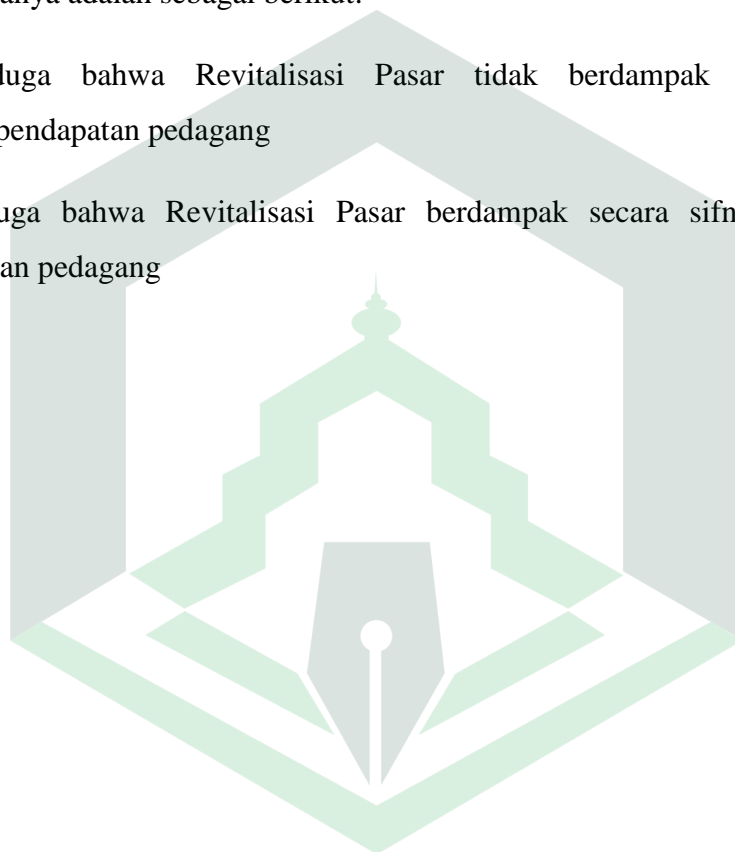 anya adalah sebagai berikut:
duga bahwa Revitalisasi Pasar tidak berdampak
pendapatan pedagang
uga bahwa Revitalisasi Pasar berdampak secara sifn
an pedagang